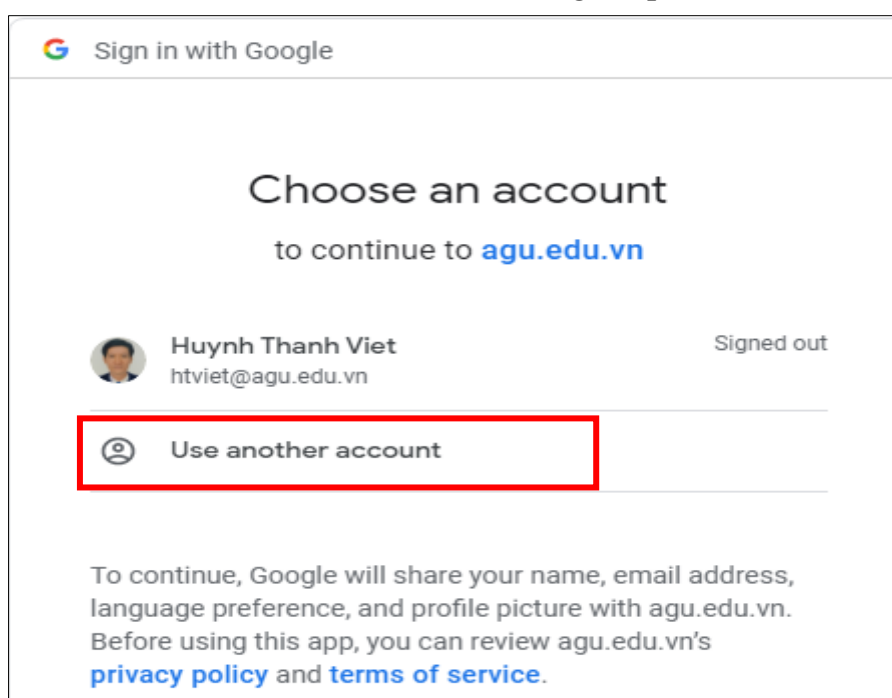 Sign in with Google
Choose an account
to continue to agu.edu.vn
Huynh Thanh Viet
Signed out
htviet@agu.edu.vn
Use another account
To continue, Google will share your name, email address,
language preference, and profile picture with agu.edu.vn.
Before using this app, you can review agu.edu.vn's
privacy policy and terms of service.